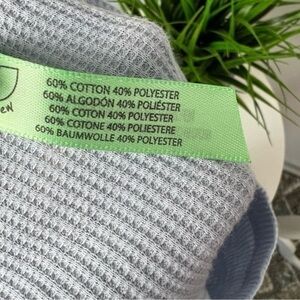 60% COTTON 40% POLYESTER
60% ALGODÓN 40% POLIÉSTER
60% COTON 40% POLYESTER
60% COTONE 40% POLIESTERE
60% BAUMWOLLE 40% POLYESTER